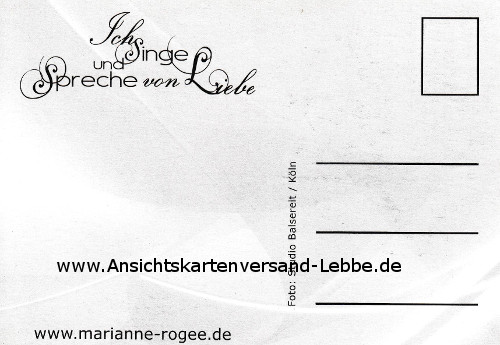 Ich
Singe
und
Spreche von Liebe
Foto: Studio Balsereit / Köln
www.Ansichtskartenversand-Lebbe.de
www.marianne-rogee.de